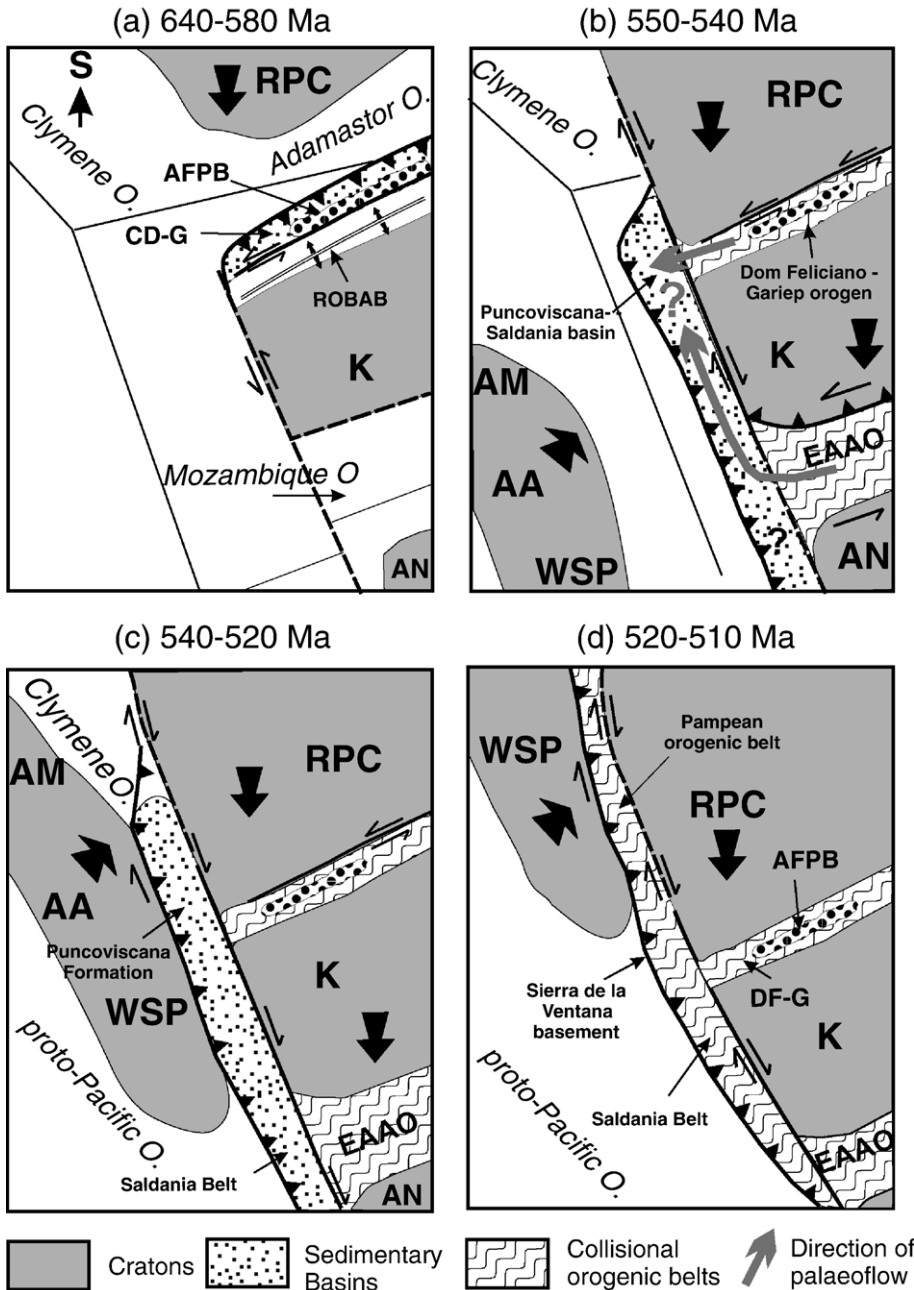 (a) 640-580 Ma
S
RPC
Clymene O.
Adamastor O.
AFPB
CD-G
ROBAB
K
Mozambique O
AN
(b) 550-540 Ma
Clymene O.
RPC
Dom Feliciano -
Gariep orogen
Puncoviscana-
Saldania basin
?
K
AM
AA
WSP
EAAO
?
AN
(c) 540-520 Ma
Clymene O.
AM
RPC
AA
Puncoviscana
Formation
WSP
K
proto-Pacific O.
EAAO
Saldania Belt
AN
(d) 520-510 Ma
WSP
Pampean
orogenic belt
RPC
AFPB
DF-G
Sierra de la
Ventana
basement
K
proto-Pacific O.
Saldania Belt
EAAO
Cratons
Sedimentary
Basins
Collisional
orogenic belts
Direction of
palaeoflow